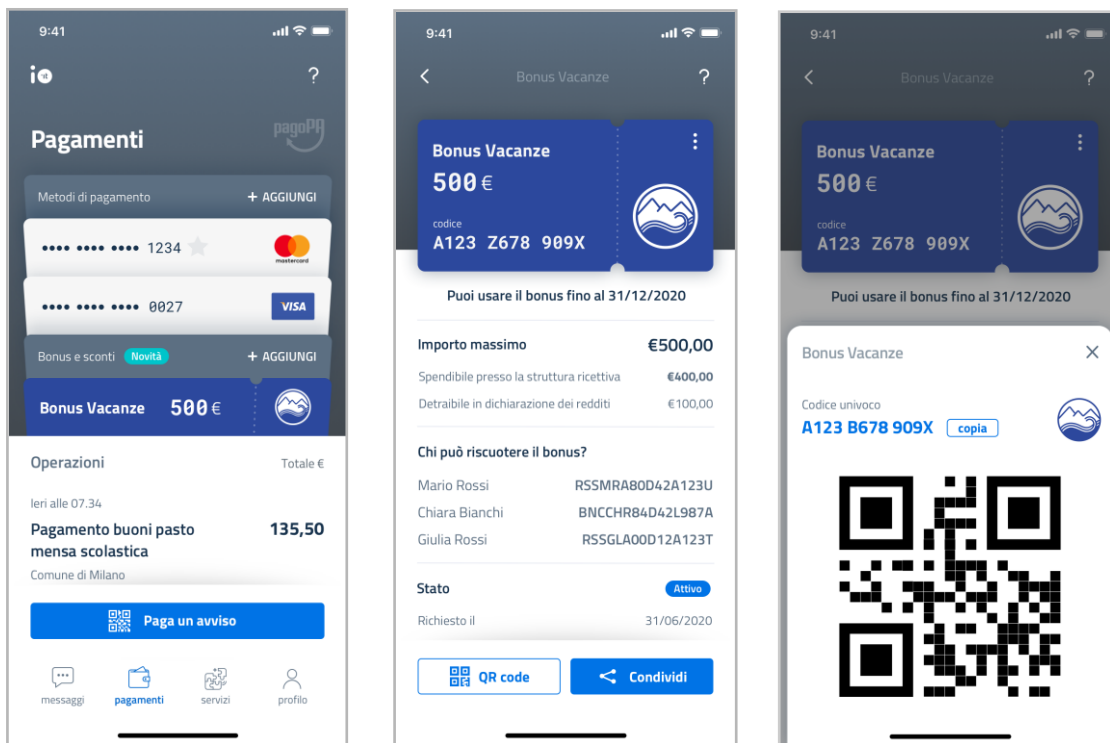 9:41
io
?
Pagamenti
pagoPA
Metodi di pagamento
+ AGGIUNGI
•••• •••• •••• 1234
mastercard
•••• •••• •••• 0027
VISA
Bonus e sconti
Novità
+ AGGIUNGI
Bonus Vacanze 500 €
Operazioni
Totale €
Ieri alle 07.34
Pagamento buoni pasto
135,50
mensa scolastica
Comune di Milano
Paga un avviso
messaggi
pagamenti
servizi
profilo
9:41
Bonus Vacanze
?
Bonus Vacanze
500 €
codice
A123 Z678 909X
Puoi usare il bonus fino al 31/12/2020
Importo massimo
€500,00
Spendibile presso la struttura ricettiva
€400,00
Detraibile in dichiarazione dei redditi
€100,00
Chi può riscuotere il bonus?
Mario Rossi
RSSMRA80D42A123U
Chiara Bianchi
BNCCHR84D42L987A
Giulia Rossi
RSSGLA00D12A123T
Stato
Attivo
Richiesto il
31/06/2020
QR code
Condividi
9:41
Bonus Vacanze
?
Bonus Vacanze
500 €
codice
A123 Z678 909X
Puoi usare il bonus fino al 31/12/2020
Bonus Vacanze
Codice univoco
A123 B678 909X
copia